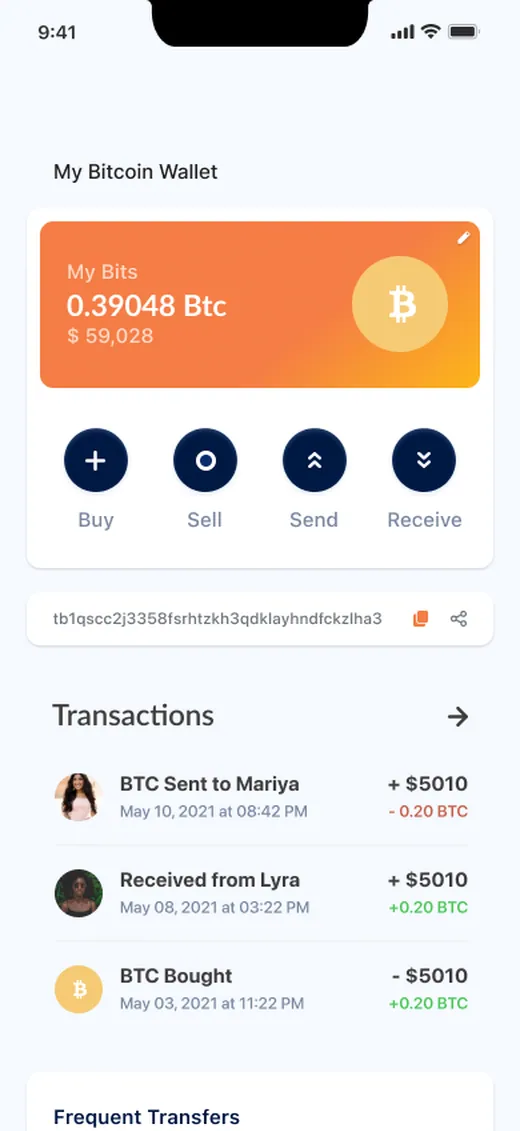 9:41
My Bitcoin Wallet
My Bits
0.39048 Btc
$ 59,028
Buy Sell Send Receive
tb1qscc2j3358fsrhtzkh3qdklayhndfckzlha3
Transactions
BTC Sent to Mariya + $5010
May 10, 2021 at 08:42 PM - 0.20 BTC
Received from Lyra + $5010
May 08, 2021 at 03:22 PM +0.20 BTC
BTC Bought - $5010
May 03, 2021 at 11:22 PM +0.20 BTC
Frequent Transfers